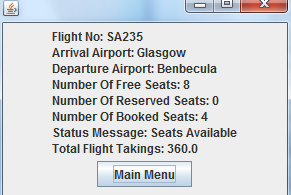 Flight No: SA235
Arrival Airport: Glasgow
Departure Airport: Benbecula
Number Of Free Seats: 8
Number Of Reserved Seats: 0
Number Of Booked Seats: 4
Status Message: Seats Available
Total Flight Takings: 360.0
Main Menu